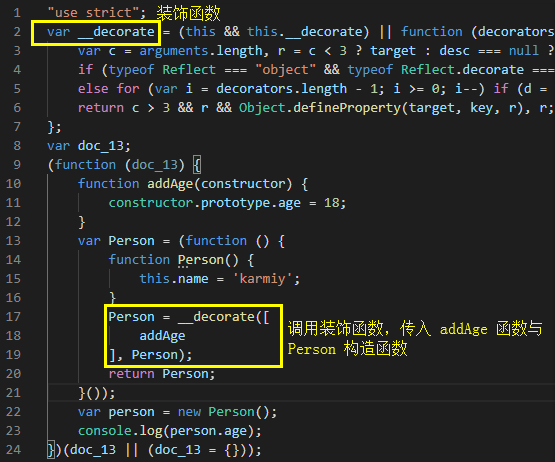 1 "use strict"; 装饰函数
2 var __decorate = (this && this.__decorate) || function (decorators
3 var c = arguments.length, r = c < 3 ? target : desc === null ?
4 if (typeof Reflect === "object" && typeof Reflect.decorate ===
5 else for (var i = decorators.length - 1; i >= 0; i--) if (d =
6 return c > 3 && r && Object.defineProperty(target, key, r), r;
7 };
8 var doc_13;
9 (function (doc_13) {
10 function addAge(constructor) {
11 constructor.prototype.age = 18;
12 }
13 var Person = (function () {
14 function Person() {
15 this.name = 'karmiy';
16 }
17 Person = __decorate([
18 addAge
19 ], Person);
调用装饰函数，传入 addAge 函数与
Person 构造函数
20 return Person;
21 }());
22 var person = new Person();
23 console.log(person.age);
24 })(doc_13 || (doc_13 = {}));